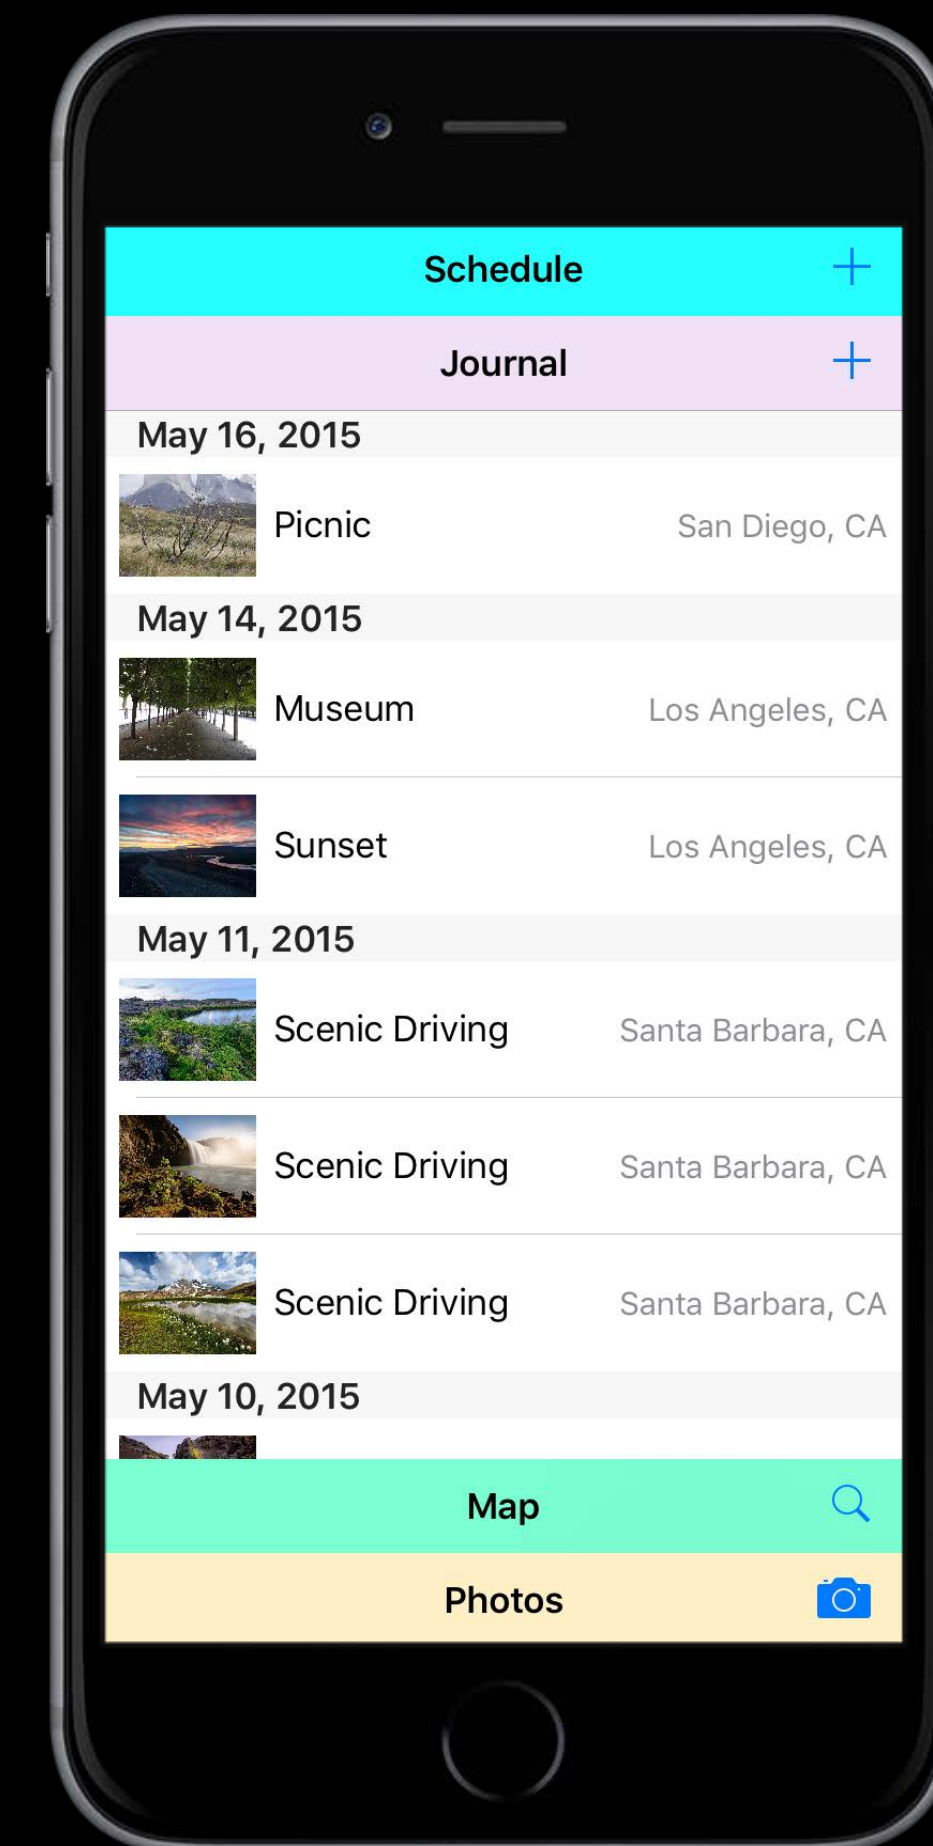 Schedule
Journal
May 16, 2015
Picnic San Diego, CA
May 14, 2015
Museum Los Angeles, CA
Sunset Los Angeles, CA
May 11, 2015
Scenic Driving Santa Barbara, CA
Scenic Driving Santa Barbara, CA
Scenic Driving Santa Barbara, CA
May 10, 2015
Map
Photos